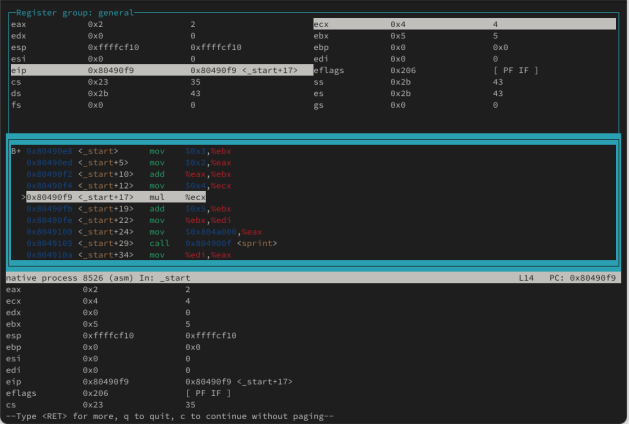 Register group: general
eax 0x2 2 ecx 0x4 4
edx 0x0 0 ebx 0x5 5
esp 0xffffcf10 0xffffcf10 ebp 0x0 0x0
esi 0x0 0 edi 0x0 0
eip 0x80490f9 0x80490f9 <_start+17> eflags 0x206 [ PF IF ]
cs 0x23 35 ss 0x2b 43
ds 0x2b 43 es 0x2b 43
fs 0x0 0 gs 0x0 0
B+ 0x80490e8 <_start> mov $0x3,%ebx
0x80490ed <_start+5> mov $0x2,%eax
0x80490f2 <_start+10> add %eax,%ebx
0x80490f4 <_start+12> mov $0x4,%ecx
>0x80490f9 <_start+17> mul %ecx
0x80490fb <_start+19> add $0x5,%ebx
0x80490fe <_start+22> mov %ebx,%edi
0x8049100 <_start+24> mov $0x804a000,%eax
0x8049105 <_start+29> call 0x804900f <sprint>
0x804910a <_start+34> mov %edi,%eax
native process 8526 (asm) In: _start L14 PC: 0x80490f9
eax 0x2 2
ecx 0x4 4
edx 0x0 0
ebx 0x5 5
esp 0xffffcf10 0xffffcf10
ebp 0x0 0x0
esi 0x0 0
edi 0x0 0
eip 0x80490f9 0x80490f9 <_start+17>
eflags 0x206 [ PF IF ]
cs 0x23 35
--Type <RET> for more, q to quit, c to continue without paging--